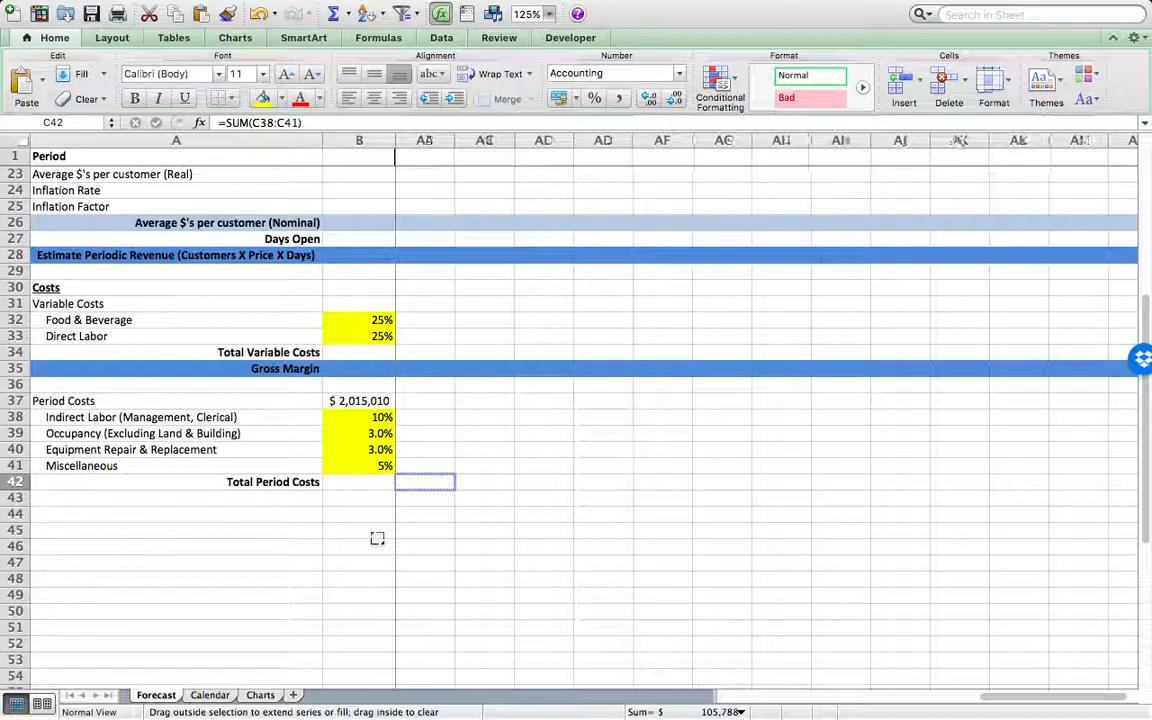 125%
Search in Sheet
Home Layout Tables Charts SmartArt Formulas Data Review Developer
Edit Font Alignment Number Format Cells Themes
Paste Fill Clear Calibri (Body) 11 abc Wrap Text Accounting Normal
B I U Merge % Conditional Formatting Bad Insert Delete Format Themes Aa
C42 fx =SUM(C38:C41)
A B AB AC AD AD AF AG AH AI AJ AK AL AM A
1 Period
23 Average $'s per customer (Real)
24 Inflation Rate
25 Inflation Factor
26 Average $'s per customer (Nominal)
27 Days Open
28 Estimate Periodic Revenue (Customers X Price X Days)
29
30 Costs
31 Variable Costs
32 Food & Beverage 25%
33 Direct Labor 25%
34 Total Variable Costs
35 Gross Margin
36
37 Period Costs $ 2,015,010
38 Indirect Labor (Management, Clerical) 10%
39 Occupancy (Excluding Land & Building) 3.0%
40 Equipment Repair & Replacement 3.0%
41 Miscellaneous 5%
42 Total Period Costs
43
44
45
46
47
48
49
50
51
52
53
54
Forecast Calendar Charts
Normal View Drag outside selection to extend series or fill; drag inside to clear Sum= $ 105,788